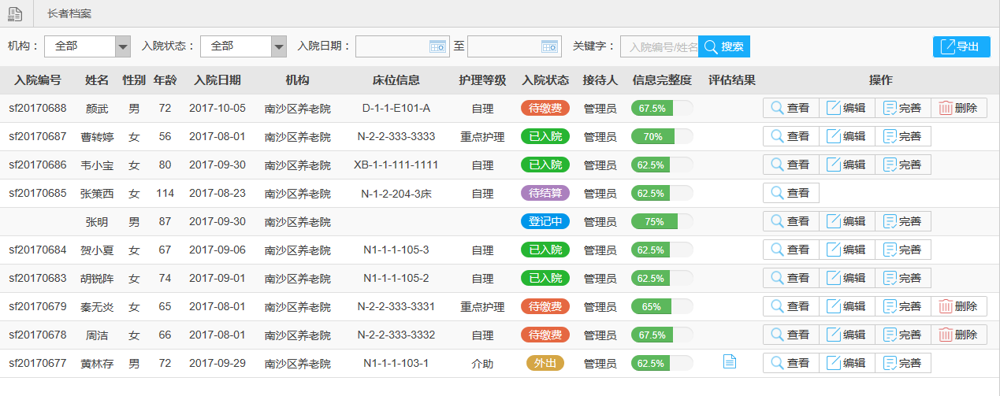 长者档案
机构： 全部 入院状态： 全部 入院日期： 至 关键字： 入院编号/姓名 搜索 导出
入院编号 姓名 性别 年龄 入院日期 机构 床位信息 护理等级 入院状态 接待人 信息完整度 评估结果 操作
sf20170688 颜武 男 72 2017-10-05 南沙区养老院 D-1-1-E101-A 自理 待缴费 管理员 67.5% 查看 编辑 完善 删除
sf20170687 曹转婷 女 56 2017-08-01 南沙区养老院 N-2-2-333-3333 重点护理 已入院 管理员 70% 查看 编辑 完善
sf20170686 韦小宝 女 80 2017-09-30 南沙区养老院 XB-1-1-111-1111 自理 已入院 管理员 62.5% 查看 编辑 完善
sf20170685 张策西 女 114 2017-08-23 南沙区养老院 N-1-2-204-3床 自理 待结算 管理员 62.5% 查看
张明 男 87 2017-09-30 南沙区养老院 登记中 管理员 75% 查看 编辑 完善
sf20170684 贺小夏 女 67 2017-09-06 南沙区养老院 N1-1-1-105-3 自理 已入院 管理员 62.5% 查看 编辑 完善
sf20170683 胡锐阵 女 74 2017-09-01 南沙区养老院 N1-1-1-105-2 自理 已入院 管理员 62.5% 查看 编辑 完善
sf20170679 秦无炎 女 65 2017-08-01 南沙区养老院 N-2-2-333-3331 重点护理 待缴费 管理员 65% 查看 编辑 完善 删除
sf20170678 周洁 女 66 2017-08-01 南沙区养老院 N-2-2-333-3332 自理 待缴费 管理员 67.5% 查看 编辑 完善 删除
sf20170677 黄林存 男 72 2017-09-29 南沙区养老院 N1-1-1-103-1 介助 外出 管理员 62.5% 查看 编辑 完善